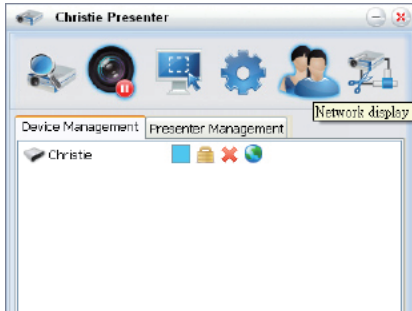 Christie Presenter
Network display
Device Management Presenter Management
Christie